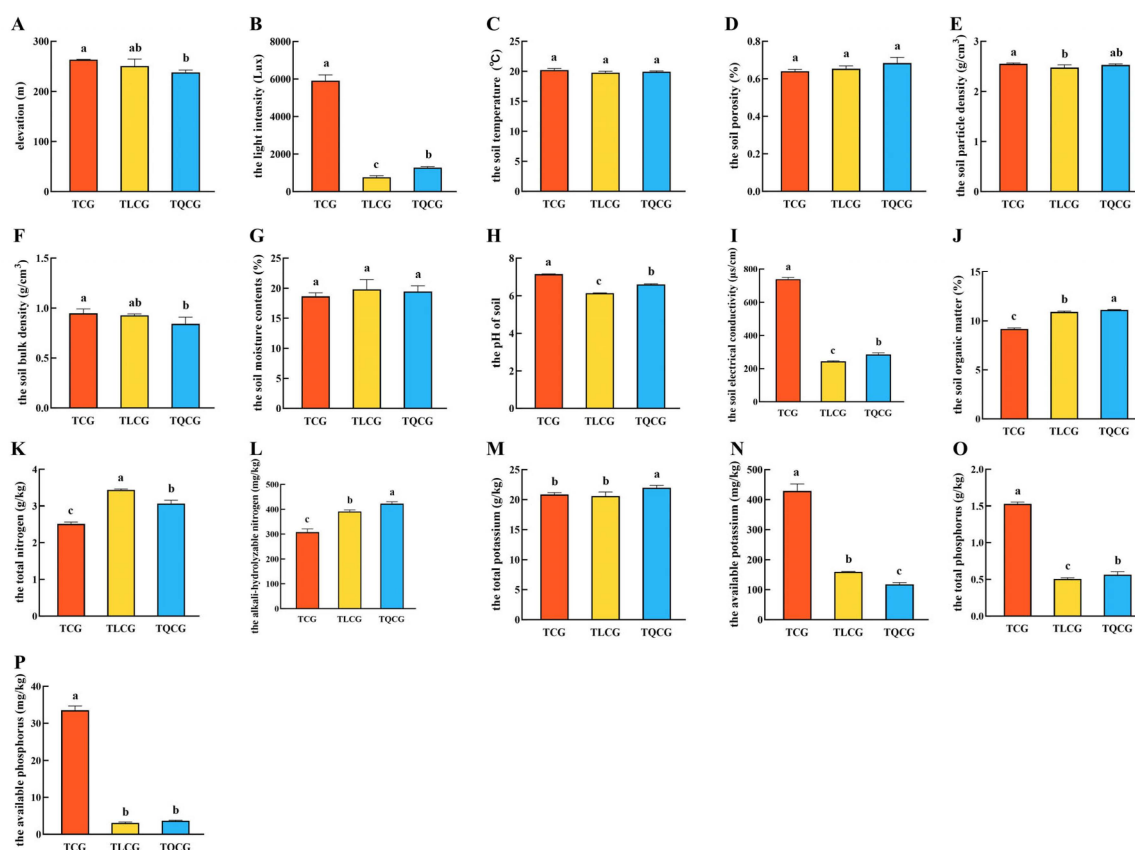 A
elevation (m)
300
200
100
0
a
ab
b
TCG
TLCG
TQCG
B
the light intensity (Lux)
8000
6000
4000
2000
0
a
c
b
TCG
TLCG
TQCG
C
the soil temperature (℃)
25
20
15
10
5
0
a
a
a
TCG
TLCG
TQCG
D
the soil porosity (%)
0.8
0.6
0.4
0.2
0.0
a
a
a
TCG
TLCG
TQCG
E
the soil particle density (g/cm³)
3
2
1
0
a
b
ab
TCG
TLCG
TQCG
F
the soil bulk density (g/cm³)
1.5
1.0
0.5
0.0
a
ab
b
TCG
TLCG
TQCG
G
the soil moisture contents (%)
25
20
15
10
5
0
a
a
a
TCG
TLCG
TQCG
H
the pH of soil
8
6
4
2
0
a
c
b
TCG
TLCG
TQCG
I
the soil electrical conductivity (μs/cm)
800
600
400
200
0
a
c
b
TCG
TLCG
TQCG
J
the soil organic matter (%)
15
10
5
0
c
b
a
TCG
TLCG
TQCG
K
the total nitrogen (g/kg)
4
3
2
1
0
c
a
b
TCG
TLCG
TQCG
L
the alkali-hydrolyzable nitrogen (mg/kg)
500
400
300
200
100
0
c
b
a
TCG
TLCG
TQCG
M
the total potassium (g/kg)
25
20
15
10
5
0
b
b
a
TCG
TLCG
TQCG
N
the available potassium (mg/kg)
500
400
300
200
100
0
a
b
c
TCG
TLCG
TQCG
O
the total phosphorus (g/kg)
2.0
1.5
1.0
0.5
0.0
a
c
b
TCG
TLCG
TQCG
P
the available phosphorus (mg/kg)
40
30
20
10
0
a
b
b
TCG
TLCG
TQCG